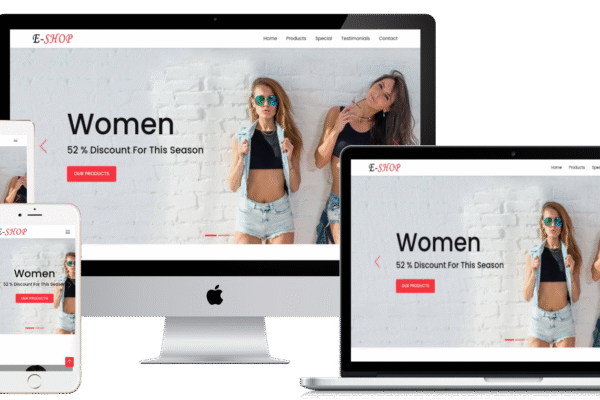 E-SHOP
Home Products Special Testimonials Contact
Women
52 % Discount For This Season
OUR PRODUCTS
E-SHOP
Home Products Specia
Women
52 % Discount For This Season
OUR PRODUCTS
E-SHOP
Women
52 % Discount For This Season
OUR PRODUCTS